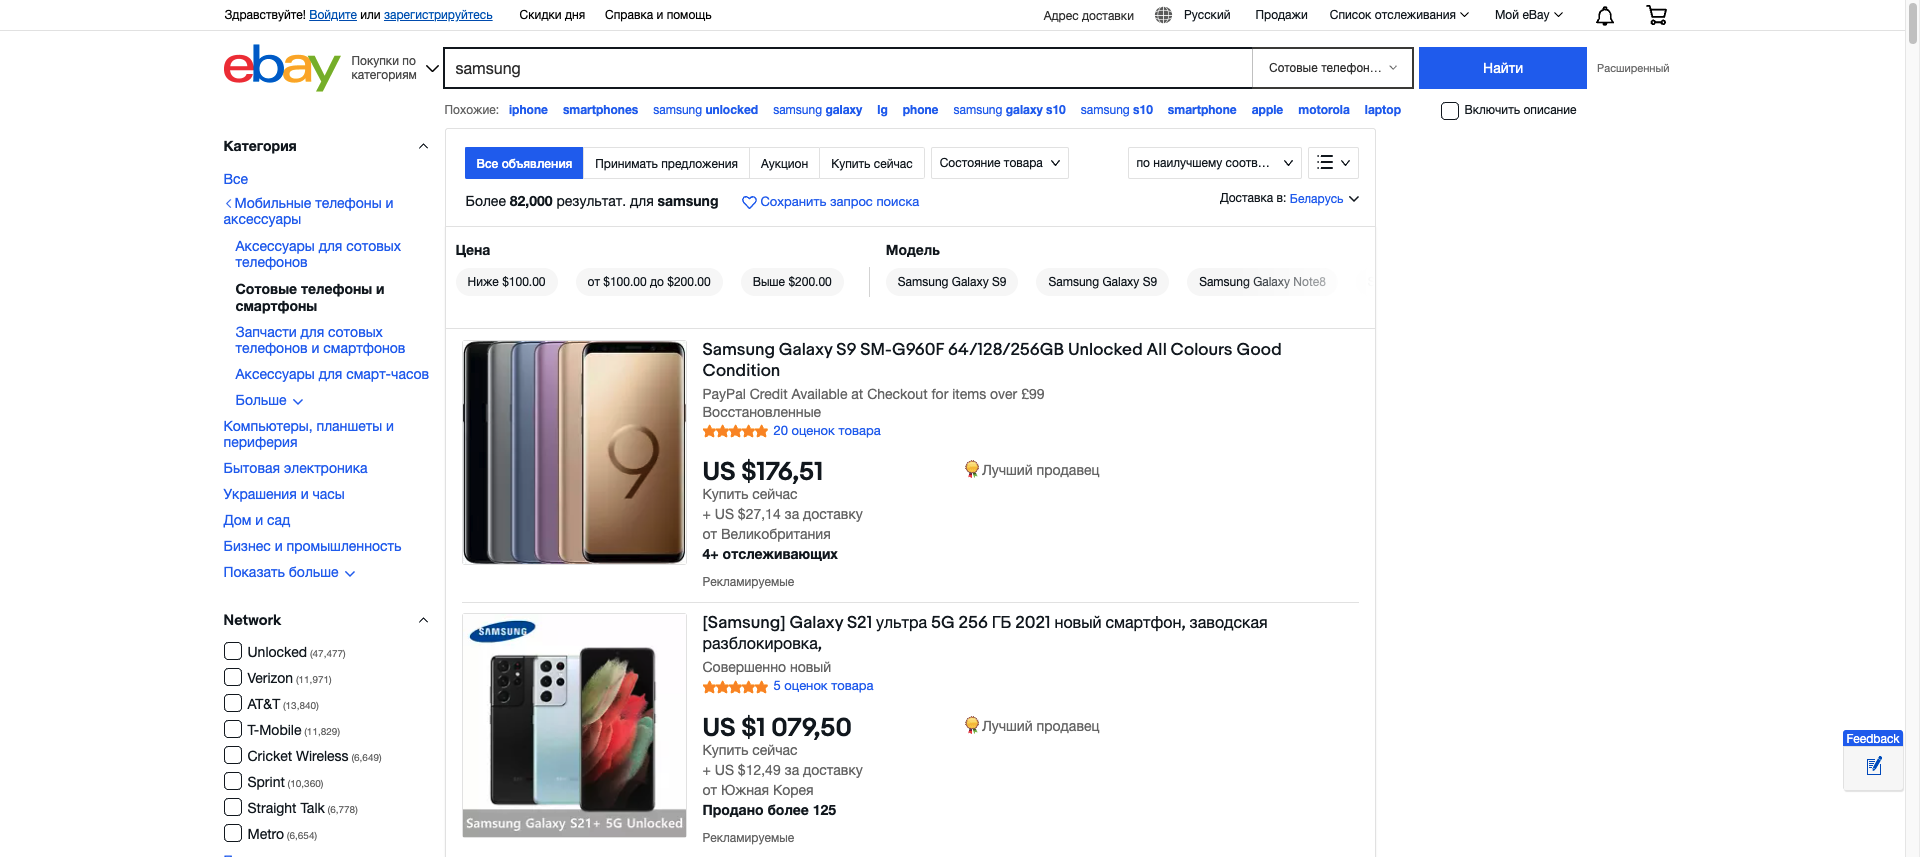 Здравствуйте! Войдите или зарегистрируйтесь Скидки дня Справка и помощь Адрес доставки Русский Продажи Список отслеживания Мой eBay
ebay Покупки по категориям samsung Сотовые телефон... Найти Расширенный
Похожие: iphone smartphones samsung unlocked samsung galaxy lg phone samsung galaxy s10 samsung s10 smartphone apple motorola laptop Включить описание
Категория
Все
Мобильные телефоны и
аксессуары
Аксессуары для сотовых
телефонов
Сотовые телефоны и
смартфоны
Запчасти для сотовых
телефонов и смартфонов
Аксессуары для смарт-часов
Больше
Компьютеры, планшеты и
периферия
Бытовая электроника
Украшения и часы
Дом и сад
Бизнес и промышленность
Показать больше
Network
Unlocked (47,477)
Verizon (11,971)
AT&T (13,840)
T-Mobile (11,829)
Cricket Wireless (6,649)
Sprint (10,360)
Straight Talk (6,778)
Metro (6,654)
Все объявления Принимать предложения Аукцион Купить сейчас Состояние товара по наилучшему соотв...
Более 82,000 результат. для samsung Сохранить запрос поиска Доставка в: Беларусь
Цена Модель
Ниже $100.00 от $100.00 до $200.00 Выше $200.00 Samsung Galaxy S9 Samsung Galaxy S9 Samsung Galaxy Note8
9
Samsung Galaxy S9 SM-G960F 64/128/256GB Unlocked All Colours Good
Condition
PayPal Credit Available at Checkout for items over £99
Восстановленные
20 оценок товара
US $176,51 Лучший продавец
Купить сейчас
+ US $27,14 за доставку
от Великобритания
4+ отслеживающих
Рекламируемые
SAMSUNG
Samsung Galaxy S21+ 5G Unlocked
[Samsung] Galaxy S21 ультра 5G 256 ГБ 2021 новый смартфон, заводская
разблокировка,
Совершенно новый
5 оценок товара
US $1 079,50 Лучший продавец
Купить сейчас
+ US $12,49 за доставку
от Южная Корея
Продано более 125
Рекламируемые
Feedback